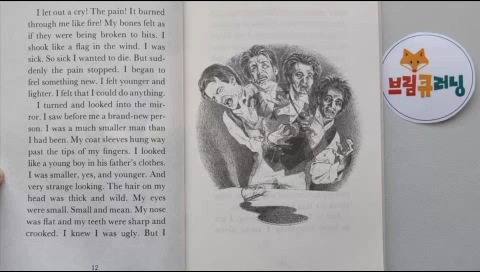 I let out a cry! The pain! It burned
through me like fire! My bones felt as
if they were being broken to bits. I
shook like a flag in the wind. I was
sick. So sick I wanted to die. But sud-
denly the pain stopped. I began to
feel something new. I felt younger and
lighter. I felt that I could do anything.
I turned and looked into the mir-
ror. I saw before me a brand-new per-
son. I was a much smaller man than
I had been. My coat sleeves hung way
past the tips of my fingers. I looked
like a young boy in his father's clothes.
I was smaller, yes, and younger. And
very strange looking. The hair on my
head was thick and wild. My eyes
were small. Small and mean. My nose
was flat and my teeth were sharp and
crooked. I knew I was ugly. But I
12
브림큐러닝